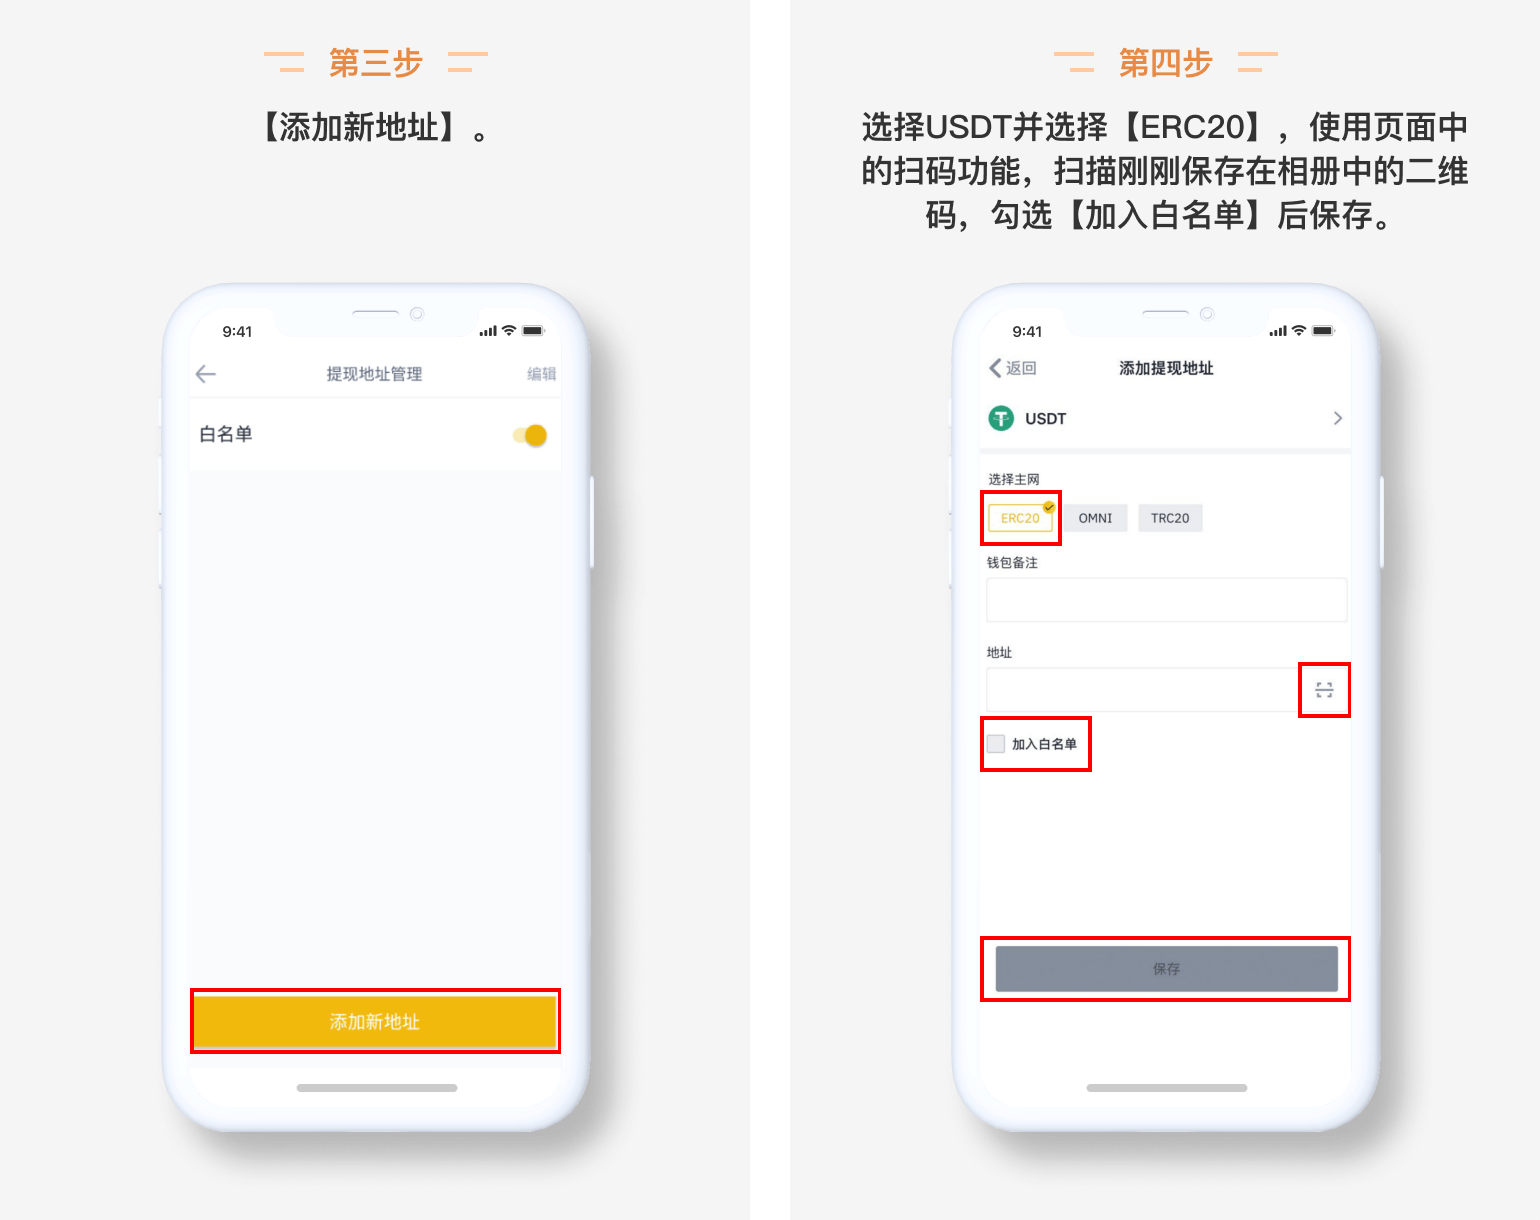 第三步
【添加新地址】。
9:41
提现地址管理
编辑
白名单
添加新地址
第四步
选择USDT并选择【ERC20】，使用页面中
的扫码功能，扫描刚刚保存在相册中的二维
码，勾选【加入白名单】后保存。
9:41
返回
添加提现地址
USDT
选择主网
ERC20
OMNI
TRC20
钱包备注
地址
加入白名单
保存